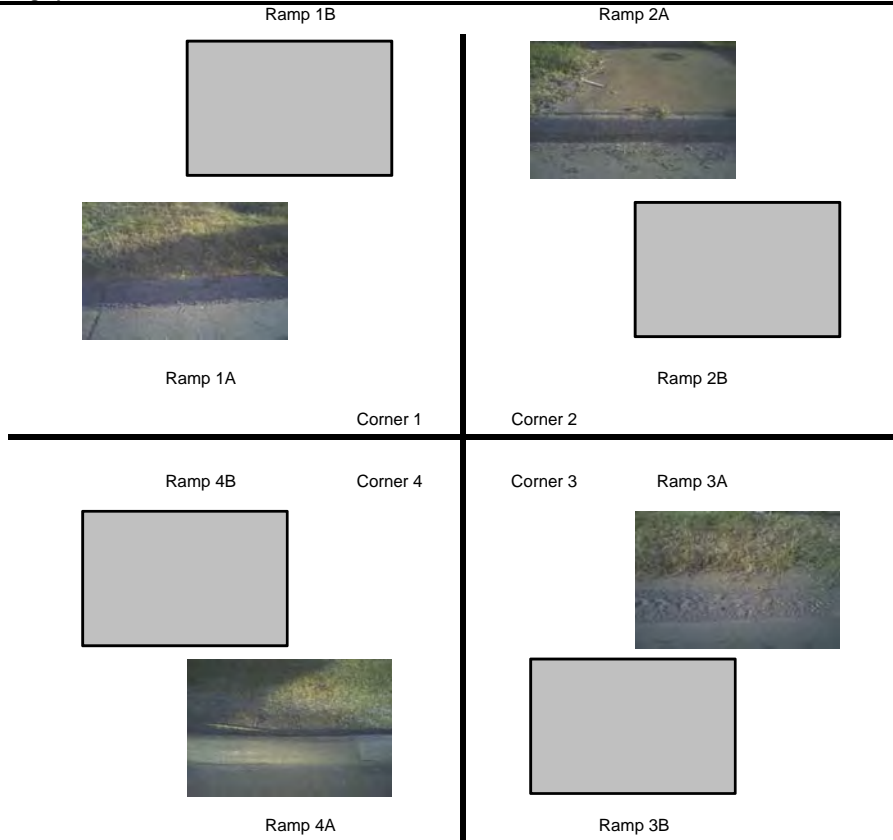 Ramp 1B
Ramp 2A
Ramp 1A
Ramp 2B
Corner 1
Corner 2
Ramp 4B
Corner 4
Corner 3
Ramp 3A
Ramp 4A
Ramp 3B